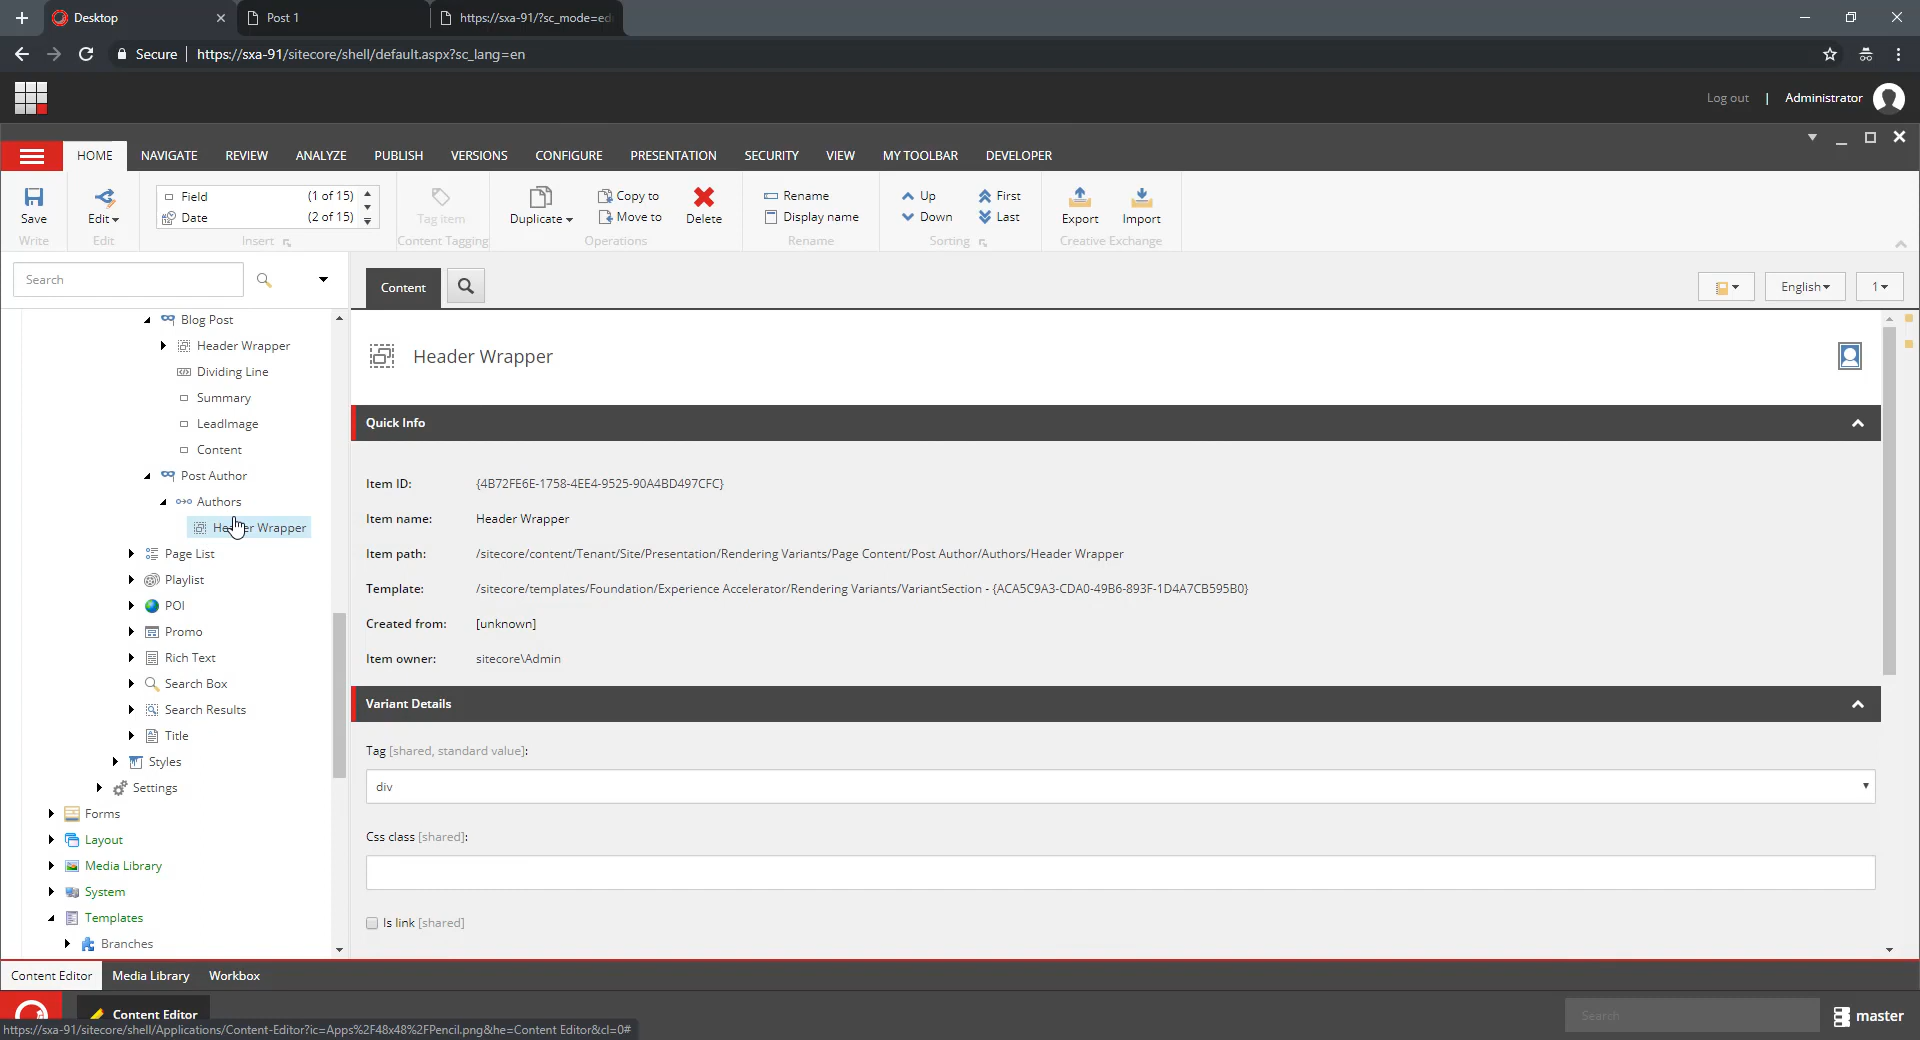 Desktop
Post 1
https://sxa-91/?sc_mode=ed
Secure
https://sxa-91/sitecore/shell/default.aspx?sc_lang=en
Log out | Administrator
HOME NAVIGATE REVIEW ANALYZE PUBLISH VERSIONS CONFIGURE PRESENTATION SECURITY VIEW MY TOOLBAR DEVELOPER
Field (1 of 15)
Date (2 of 15)
Save
Write
Edit
Edit
Insert
Tag item
Content Tagging
Duplicate
Copy to
Move to
Delete
Operations
Rename
Display name
Rename
Up
Down
First
Last
Sorting
Export
Import
Creative Exchange
Search
Content
English
1
Blog Post
Header Wrapper
Dividing Line
Summary
LeadImage
Content
Post Author
Authors
Header Wrapper
Page List
Playlist
POI
Promo
Rich Text
Search Box
Search Results
Title
Styles
Settings
Forms
Layout
Media Library
System
Templates
Branches
Header Wrapper
Quick Info
Item ID: {4B72FE6E-1758-4EE4-9525-90A4BD497CFC}
Item name: Header Wrapper
Item path: /sitecore/content/Tenant/Site/Presentation/Rendering Variants/Page Content/Post Author/Authors/Header Wrapper
Template: /sitecore/templates/Foundation/Experience Accelerator/Rendering Variants/VariantSection - {ACA5C9A3-CDA0-49B6-893F-1D4A7CB595B0}
Created from: [unknown]
Item owner: sitecore\Admin
Variant Details
Tag [shared, standard value]:
div
Css class [shared]:
Is link [shared]
Content Editor Media Library Workbox
Content Editor
Search
master
https://sxa-91/sitecore/shell/Applications/Content-Editor?ic=Apps%2F48x48%2FPencil.png&he=Content Editor&cl=0#